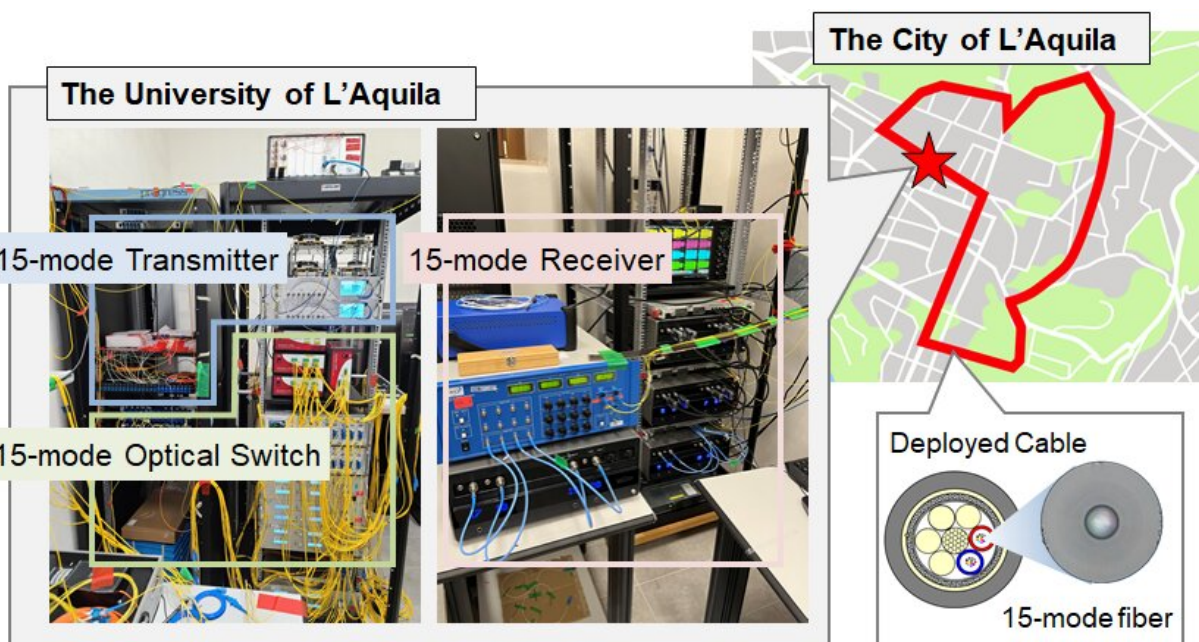 The City of L'Aquila
The University of L'Aquila
15-mode Transmitter
15-mode Receiver
15-mode Optical Switch
Deployed Cable
15-mode fiber